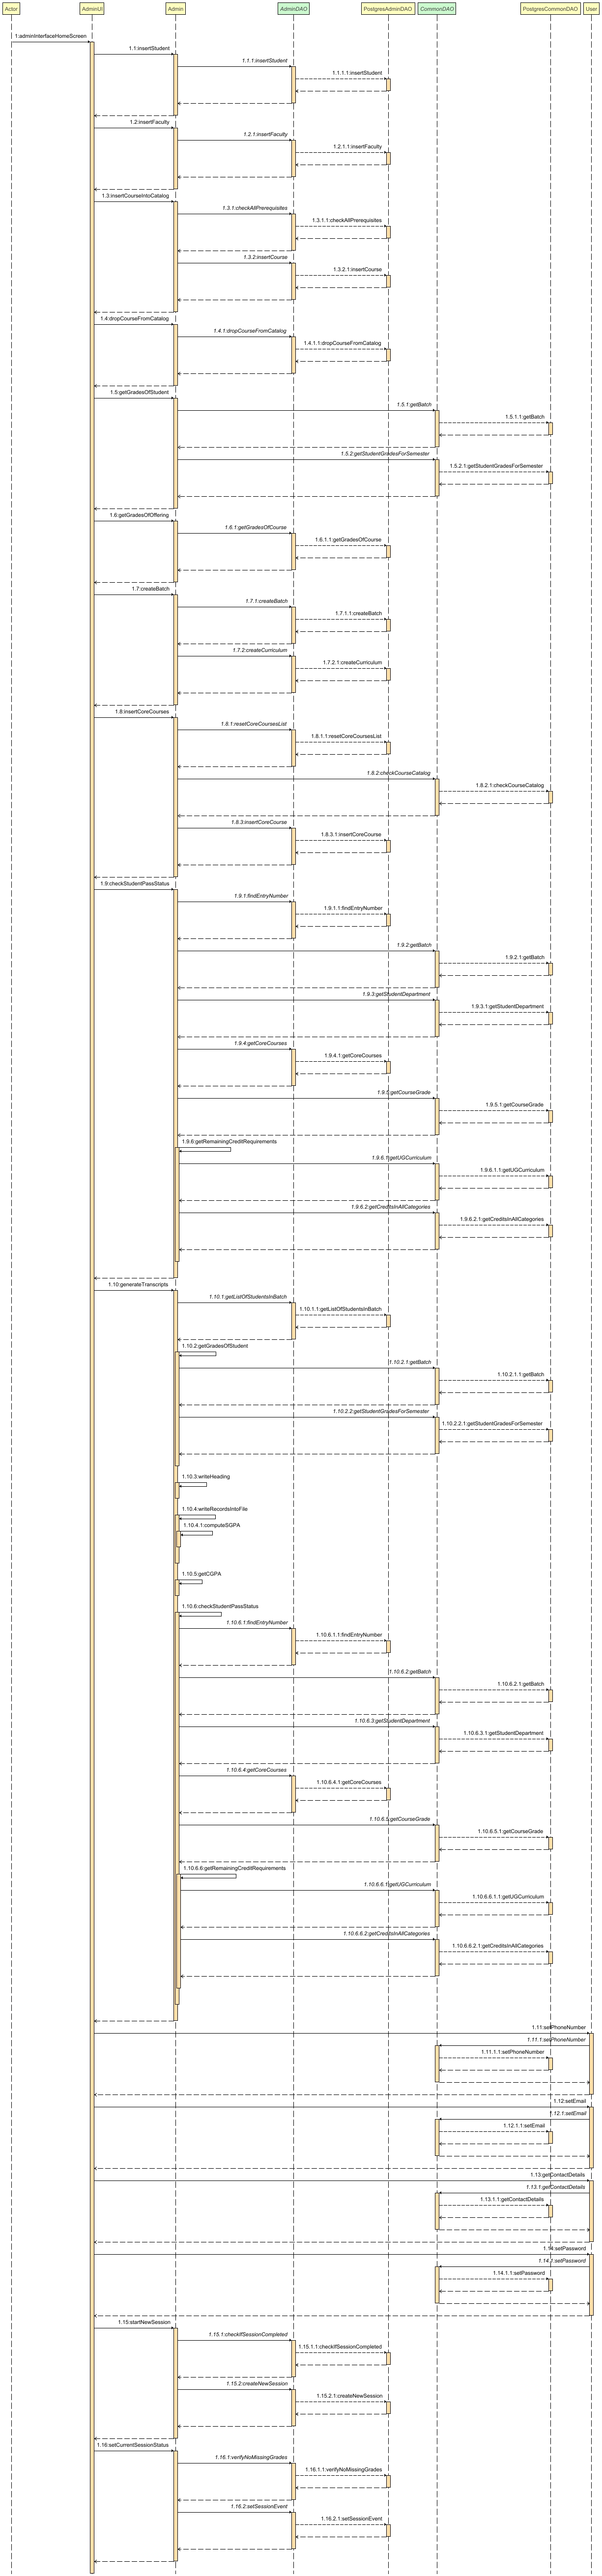 Actor
AdminUI
Admin
AdminDAO
PostgresAdminDAO
CommonDAO
PostgresCommonDAO
User
1:adminInterfaceHomeScreen
1.1:insertStudent
1.1.1:insertStudent
1.1.1.1:insertStudent
1.2:insertFaculty
1.2.1:insertFaculty
1.2.1.1:insertFaculty
1.3:insertCourseIntoCatalog
1.3.1:checkAllPrerequisites
1.3.1.1:checkAllPrerequisites
1.3.2:insertCourse
1.3.2.1:insertCourse
1.4:dropCourseFromCatalog
1.4.1:dropCourseFromCatalog
1.4.1.1:dropCourseFromCatalog
1.5:getGradesOfStudent
1.5.1:getBatch
1.5.1.1:getBatch
1.5.2:getStudentGradesForSemester
1.5.2.1:getStudentGradesForSemester
1.6:getGradesOfOffering
1.6.1:getGradesOfCourse
1.6.1.1:getGradesOfCourse
1.7:createBatch
1.7.1:createBatch
1.7.1.1:createBatch
1.7.2:createCurriculum
1.7.2.1:createCurriculum
1.8:insertCoreCourses
1.8.1:resetCoreCoursesList
1.8.1.1:resetCoreCoursesList
1.8.2:checkCourseCatalog
1.8.2.1:checkCourseCatalog
1.8.3:insertCoreCourse
1.8.3.1:insertCoreCourse
1.9:checkStudentPassStatus
1.9.1:findEntryNumber
1.9.1.1:findEntryNumber
1.9.2:getBatch
1.9.2.1:getBatch
1.9.3:getStudentDepartment
1.9.3.1:getStudentDepartment
1.9.4:getCoreCourses
1.9.4.1:getCoreCourses
1.9.5:getCourseGrade
1.9.5.1:getCourseGrade
1.9.6:getRemainingCreditRequirements
1.9.6.1:getUGCurriculum
1.9.6.1.1:getUGCurriculum
1.9.6.2:getCreditsInAllCategories
1.9.6.2.1:getCreditsInAllCategories
1.10:generateTranscripts
1.10.1:getListOfStudentsInBatch
1.10.1.1:getListOfStudentsInBatch
1.10.2:getGradesOfStudent
1.10.2.1:getBatch
1.10.2.1.1:getBatch
1.10.2.2:getStudentGradesForSemester
1.10.2.2.1:getStudentGradesForSemester
1.10.3:writeHeading
1.10.4:writeRecordsIntoFile
1.10.4.1:computeSGPA
1.10.5:getCGPA
1.10.6:checkStudentPassStatus
1.10.6.1:findEntryNumber
1.10.6.1.1:findEntryNumber
1.10.6.2:getBatch
1.10.6.2.1:getBatch
1.10.6.3:getStudentDepartment
1.10.6.3.1:getStudentDepartment
1.10.6.4:getCoreCourses
1.10.6.4.1:getCoreCourses
1.10.6.5:getCourseGrade
1.10.6.5.1:getCourseGrade
1.10.6.6:getRemainingCreditRequirements
1.10.6.6.1:getUGCurriculum
1.10.6.6.1.1:getUGCurriculum
1.10.6.6.2:getCreditsInAllCategories
1.10.6.6.2.1:getCreditsInAllCategories
1.11:setPhoneNumber
1.11.1:setPhoneNumber
1.11.1.1:setPhoneNumber
1.12:setEmail
1.12.1:setEmail
1.12.1.1:setEmail
1.13:getContactDetails
1.13.1:getContactDetails
1.13.1.1:getContactDetails
1.14:setPassword
1.14.1:setPassword
1.14.1.1:setPassword
1.15:startNewSession
1.15.1:checkIfSessionCompleted
1.15.1.1:checkIfSessionCompleted
1.15.2:createNewSession
1.15.2.1:createNewSession
1.16:setCurrentSessionStatus
1.16.1:verifyNoMissingGrades
1.16.1.1:verifyNoMissingGrades
1.16.2:setSessionEvent
1.16.2.1:setSessionEvent